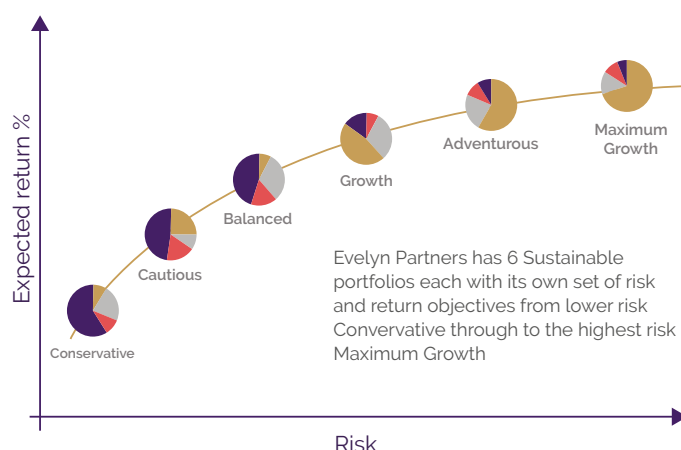 Expected return %
Maximum
Growth
Adventurous
Growth
Balanced
Cautious
Conservative
Evelyn Partners has 6 Sustainable
portfolios each with its own set of risk
and return objectives from lower risk
Convervative through to the highest risk
Maximum Growth
Risk